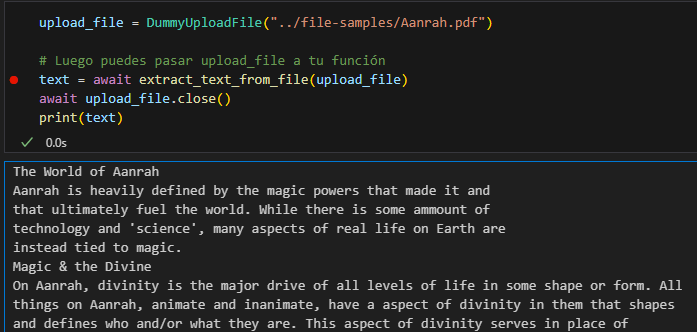 upload_file = DummyUploadFile("../file-samples/Aanrah.pdf")
# Luego puedes pasar upload_file a tu función
text = await extract_text_from_file(upload_file)
await upload_file.close()
print(text)
0.0s
The World of Aanrah
Aanrah is heavily defined by the magic powers that made it and
that ultimately fuel the world. While there is some ammount of
technology and 'science', many aspects of real life on Earth are
instead tied to magic.
Magic & the Divine
On Aanrah, divinity is the major drive of all levels of life in some shape or form. All
things on Aanrah, animate and inanimate, have a aspect of divinity in them that shapes
and defines who and/or what they are. This aspect of divinity serves in place of